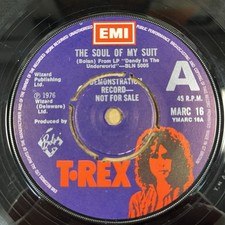 EMI
THE SOUL OF MY SUIT
(Bolan) From LP "Dandy In The
Underworld"—BLN 5005
Wizard
Publishing
Ltd.
DEMONSTRATION
RECORD—
NOT FOR SALE
A
45 R.P.M.
℗ 1976
Wizard
(Delaware)
Ltd.
MARC 16
YMARC 16A
Produced by
T·REX